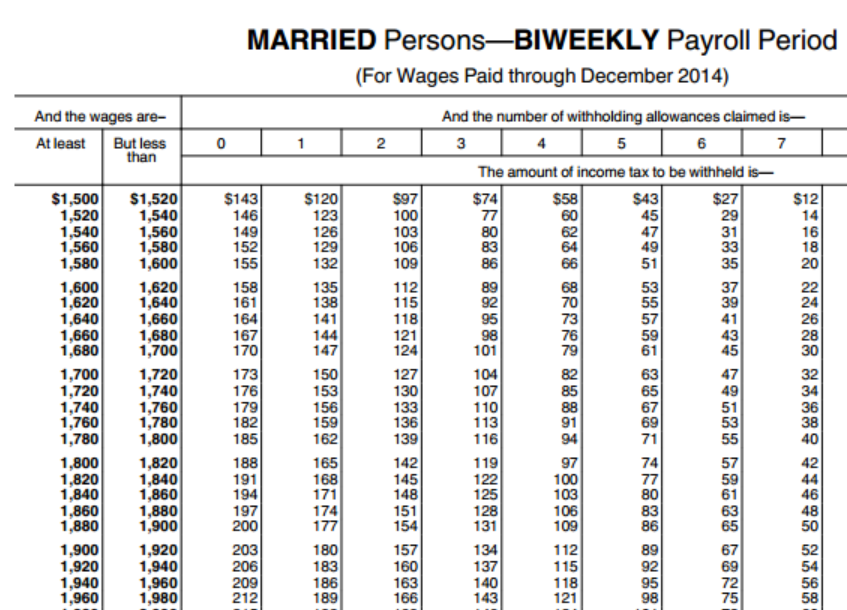 MARRIED Persons—BIWEEKLY Payroll Period
(For Wages Paid through December 2014)
And the wages are– And the number of withholding allowances claimed is—
At least But less than 0 1 2 3 4 5 6 7
The amount of income tax to be withheld is—
$1,500 $1,520 $143 $120 $97 $74 $58 $43 $27 $12
1,520 1,540 146 123 100 77 60 45 29 14
1,540 1,560 149 126 103 80 62 47 31 16
1,560 1,580 152 129 106 83 64 49 33 18
1,580 1,600 155 132 109 86 66 51 35 20
1,600 1,620 158 135 112 89 68 53 37 22
1,620 1,640 161 138 115 92 70 55 39 24
1,640 1,660 164 141 118 95 73 57 41 26
1,660 1,680 167 144 121 98 76 59 43 28
1,680 1,700 170 147 124 101 79 61 45 30
1,700 1,720 173 150 127 104 82 63 47 32
1,720 1,740 176 153 130 107 85 65 49 34
1,740 1,760 179 156 133 110 88 67 51 36
1,760 1,780 182 159 136 113 91 69 53 38
1,780 1,800 185 162 139 116 94 71 55 40
1,800 1,820 188 165 142 119 97 74 57 42
1,820 1,840 191 168 145 122 100 77 59 44
1,840 1,860 194 171 148 125 103 80 61 46
1,860 1,880 197 174 151 128 106 83 63 48
1,880 1,900 200 177 154 131 109 86 65 50
1,900 1,920 203 180 157 134 112 89 67 52
1,920 1,940 206 183 160 137 115 92 69 54
1,940 1,960 209 186 163 140 118 95 72 56
1,960 1,980 212 189 166 143 121 98 75 58